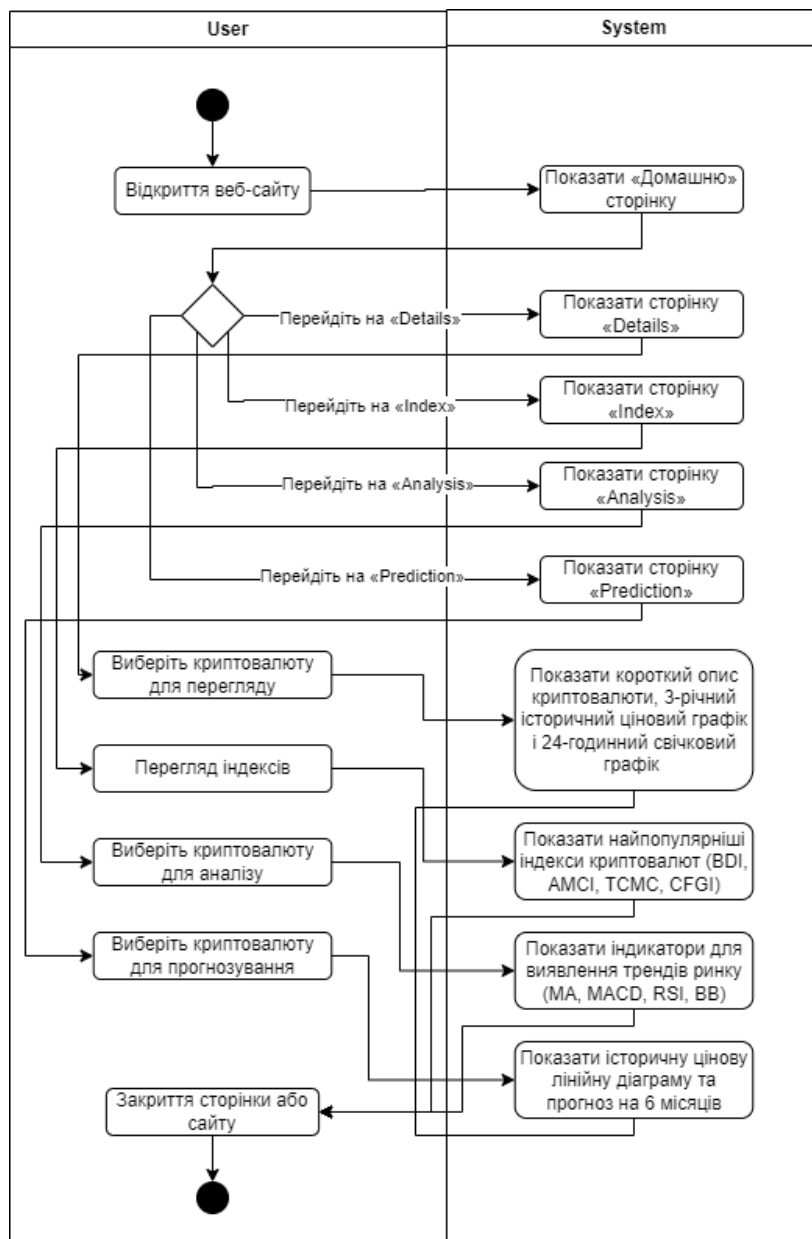 User
System
Відкриття веб-сайту
Показати «Домашню»
сторінку
Перейдіть на «Details»
Показати сторінку
«Details»
Перейдіть на «Index»
Показати сторінку
«Index»
Перейдіть на «Analysis»
Показати сторінку
«Analysis»
Перейдіть на «Prediction»
Показати сторінку
«Prediction»
Виберіть криптовалюту
для перегляду
Показати короткий опис
криптовалюти, 3-річний
історичний ціновий графік
і 24-годинний свічковий
графік
Перегляд індексів
Показати найпопулярніші
індекси криптовалют (BDI,
AMCI, TCMC, CFGI)
Виберіть криптовалюту
для аналізу
Показати індикатори для
виявлення трендів ринку
(MA, MACD, RSI, BB)
Виберіть криптовалюту
для прогнозування
Показати історичну цінову
лінійну діаграму та
прогноз на 6 місяців
Закриття сторінки або
сайту